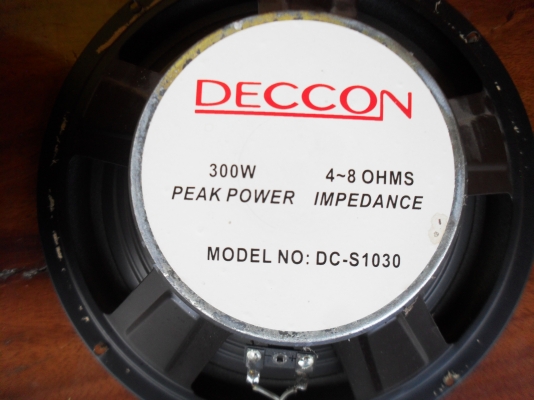 DECCON
300W 4~8 OHMS
PEAK POWER IMPEDANCE
MODEL NO: DC-S1030